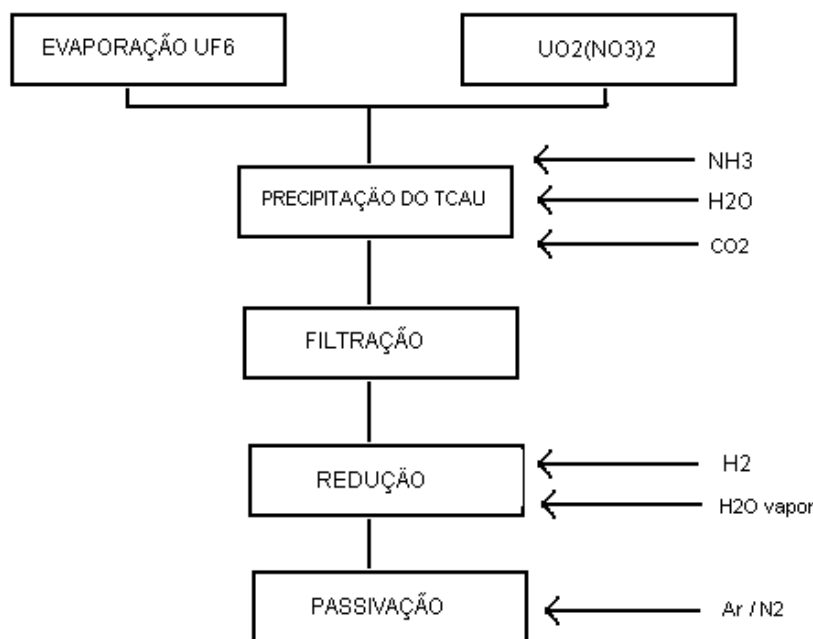 EVAPORAÇÃO UF6
UO2(NO3)2
PRECIPITAÇÃO DO TCAU
NH3
H2O
CO2
FILTRAÇÃO
REDUÇÃO
H2
H2O vapor
PASSIVAÇÃO
Ar / N2